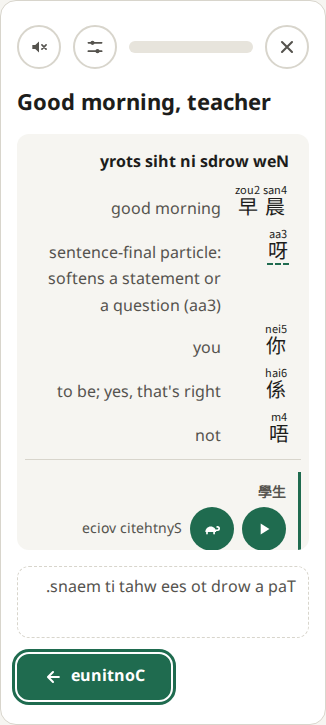 Good morning, teacher
yrots siht ni sdrow weN
zou2 san4
早晨 good morning
aa3
呀 sentence-final particle:
softens a statement or
a question (aa3)
nei5
你 you
hai6
係 to be; yes, that's right
m4
唔 not
學生
eciov citehtnyS
.snaem ti tahw ees ot drow a paT
eunitnoC